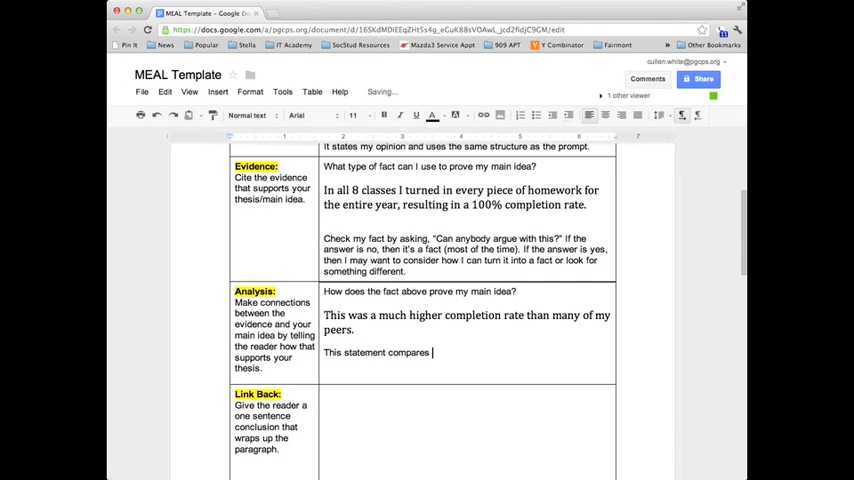 MEAL Template - Google Do
https://docs.google.com/a/pgcps.org/document/d/16SKdMDIEEqZHt5s4g_eGuK88sVOAwL_jcd2fidjC9GM/edit
Pin It News Popular Stella IT Academy SocStud Resources Mazda3 Service Appt 909 APT Y Combinator Fairmont » Other Bookmarks
cullen.white@pgcps.org
MEAL Template
Comments Share
File Edit View Insert Format Tools Table Help Saving...
1 other viewer
Normal text Arial 11 B I U A A
1 2 3 4 5 6 7
It states my opinion and uses the same structure as the prompt.
Evidence:
Cite the evidence
that supports your
thesis/main idea.
What type of fact can I use to prove my main idea?
In all 8 classes I turned in every piece of homework for
the entire year, resulting in a 100% completion rate.
Check my fact by asking, "Can anybody argue with this?" If the
answer is no, then it's a fact (most of the time). If the answer is yes,
then I may want to consider how I can turn it into a fact or look for
something different.
Analysis:
Make connections
between the
evidence and your
main idea by telling
the reader how that
supports your
thesis.
How does the fact above prove my main idea?
This was a much higher completion rate than many of my
peers.
This statement compares
Link Back:
Give the reader a
one sentence
conclusion that
wraps up the
paragraph.